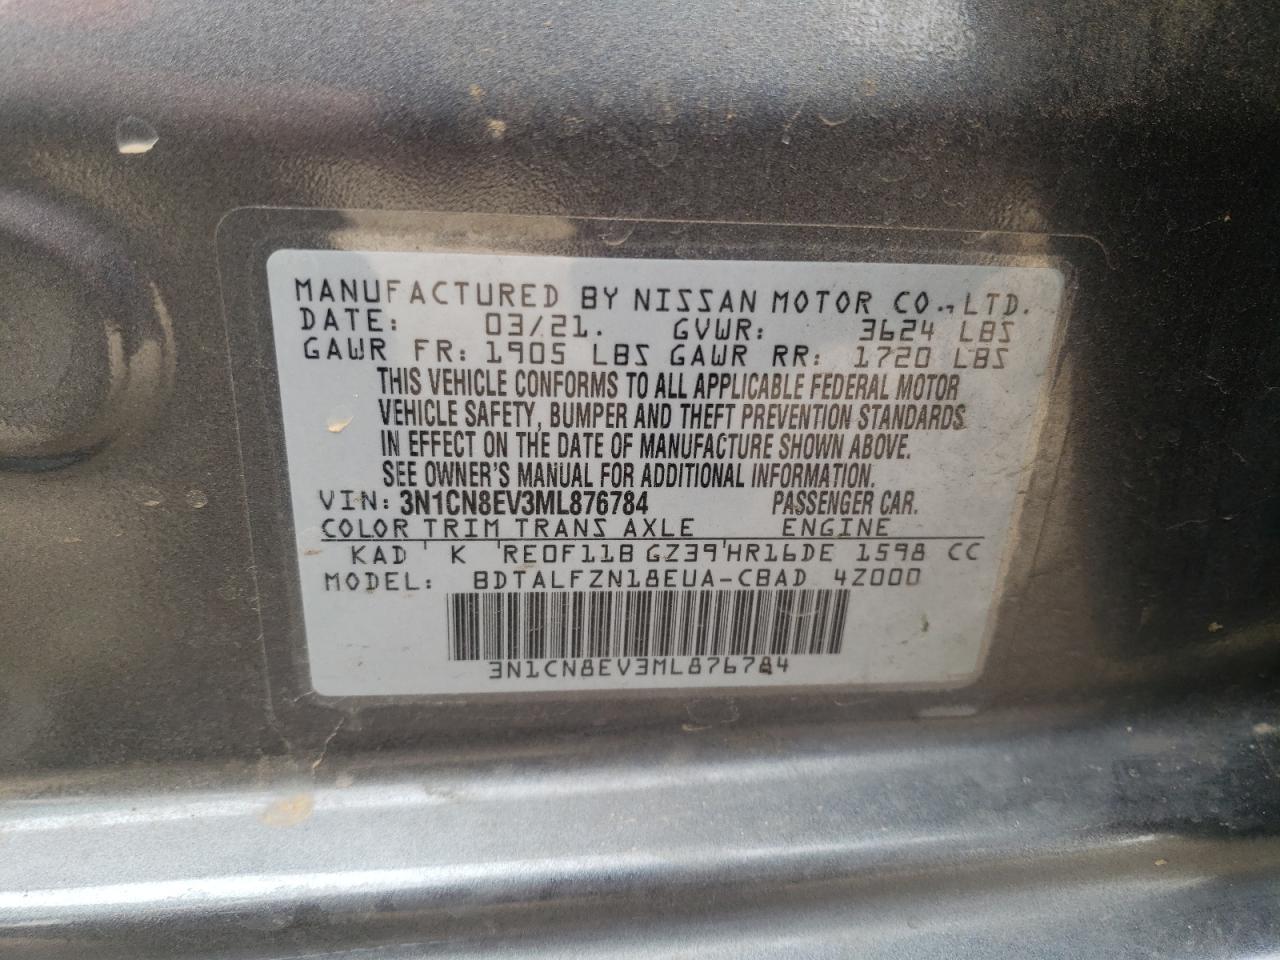 MANUFACTURED BY NISSAN MOTOR CO., LTD.
DATE: 03/21. GVWR: 3624 LBS
GAWR FR: 1905 LBS GAWR RR: 1720 LBS
THIS VEHICLE CONFORMS TO ALL APPLICABLE FEDERAL MOTOR
VEHICLE SAFETY, BUMPER AND THEFT PREVENTION STANDARDS
IN EFFECT ON THE DATE OF MANUFACTURE SHOWN ABOVE.
SEE OWNER'S MANUAL FOR ADDITIONAL INFORMATION.
VIN: 3N1CN8EV3ML876784 PASSENGER CAR.
COLOR TRIM TRANS AXLE ENGINE
KAD K RE0F11B GZ39 HR16DE 1598 CC
MODEL: BDTALFZN18EUA-CBAD 4Z000
3N1CN8EV3ML876784